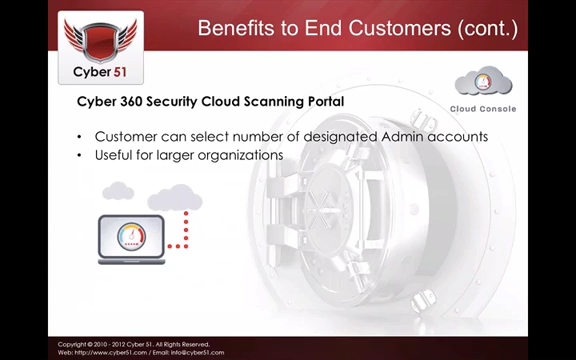 Benefits to End Customers (cont.)
Cyber 51
Cloud Console
Cyber 360 Security Cloud Scanning Portal
• Customer can select number of designated Admin accounts
• Useful for larger organizations
Copyright © 2010 - 2012 Cyber 51. All Rights Reserved.
Web: http://www.cyber51.com / Email: info@cyber51.com